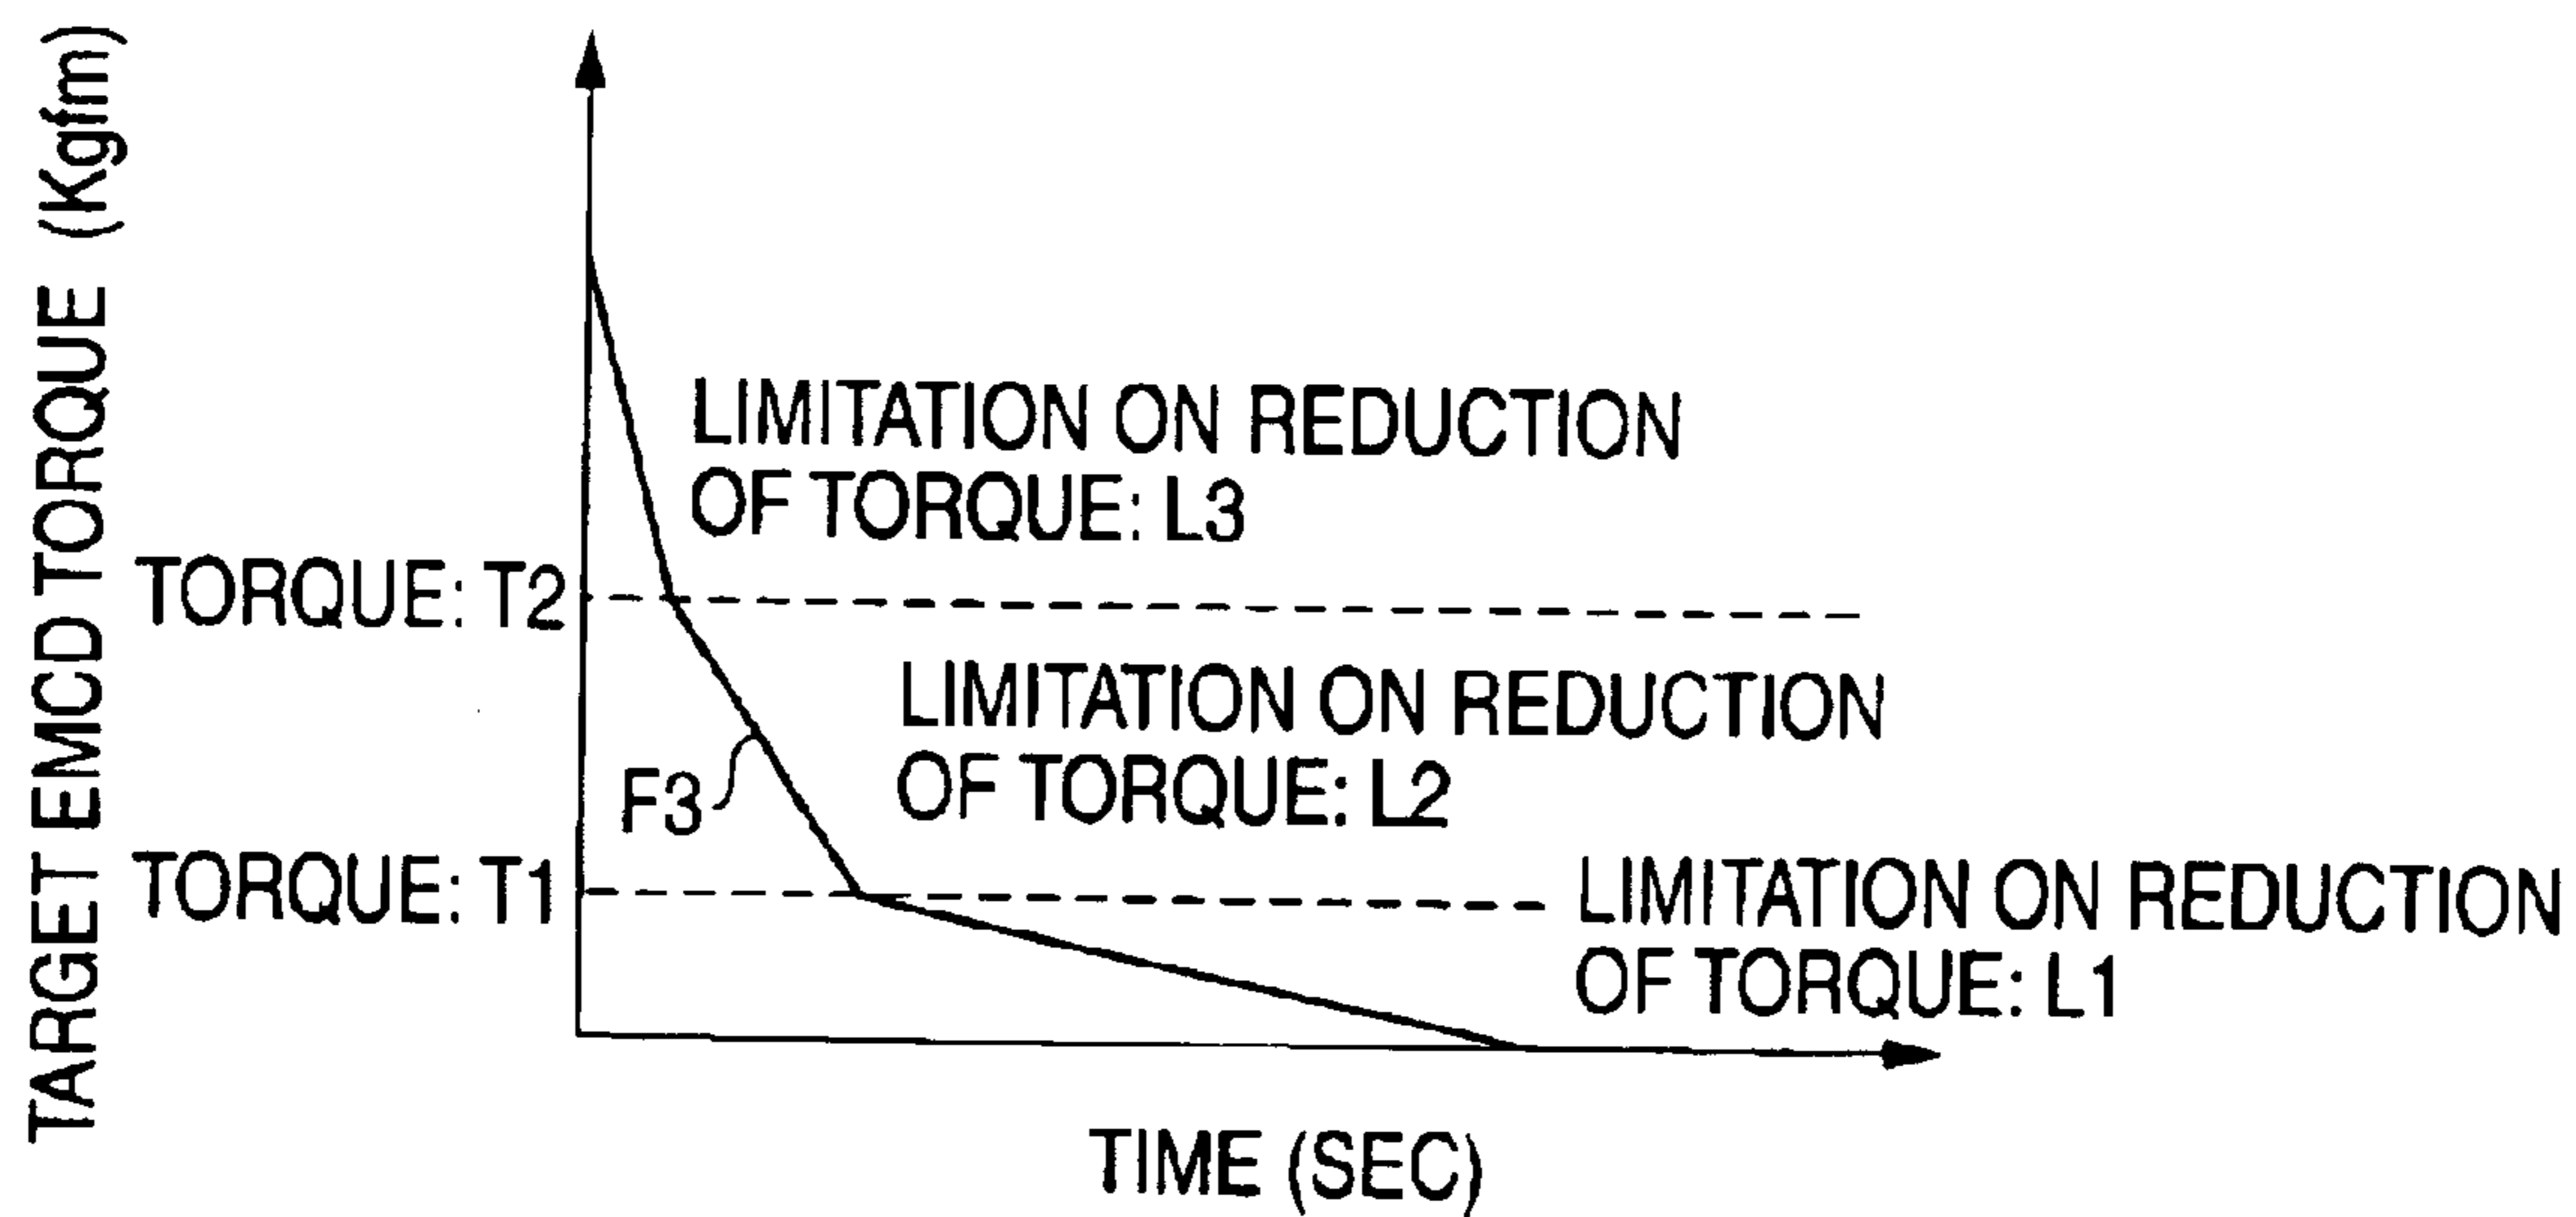 TARGET EMCD TORQUE (Kgfm)
LIMITATION ON REDUCTION
OF TORQUE: L3
TORQUE: T2
LIMITATION ON REDUCTION
OF TORQUE: L2
F3
TORQUE: T1
LIMITATION ON REDUCTION
OF TORQUE: L1
TIME (SEC)